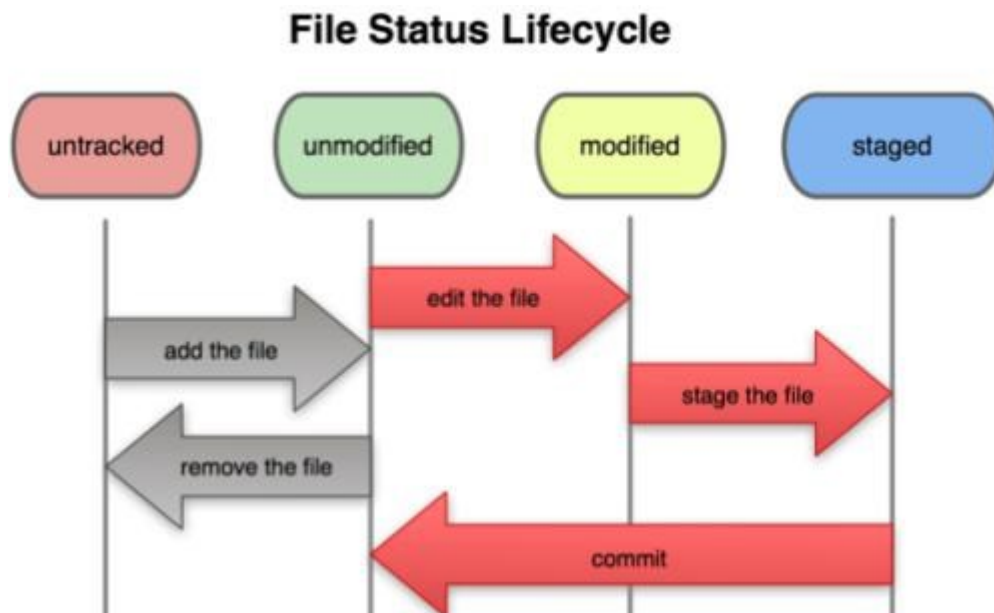 File Status Lifecycle
untracked
unmodified
modified
staged
edit the file
add the file
stage the file
remove the file
commit